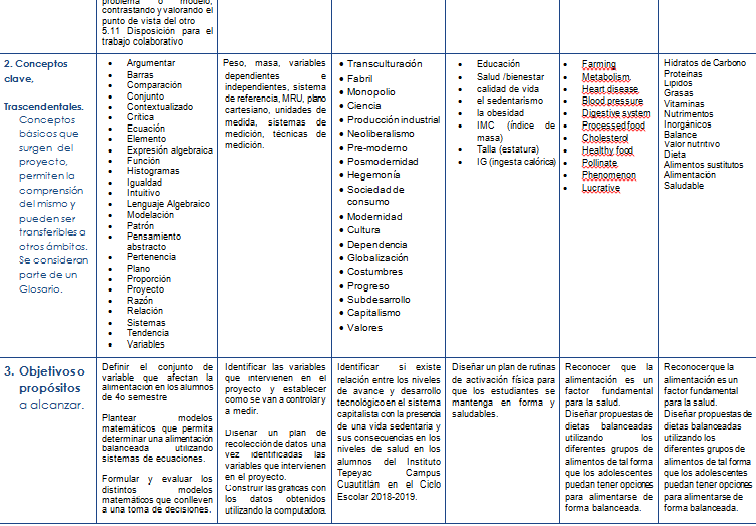 problema o modelo,
contrastando y valorando el
punto de vista del otro
5.11 Disposición para el
trabajo colaborativo
2. Conceptos
clave,
Trascendentales.
Conceptos
básicos que
surgen del
proyecto,
permiten la
comprensión
del mismo y
pueden ser
transferibles a
otros ámbitos.
Se consideran
parte de un
Glosario.
• Argumentar
• Barras
• Comparación
• Conjunto
• Contextualizado
• Crítica
• Ecuación
• Elemento
• Expresión algebraica
• Función
• Histogramas
• Igualdad
• Intuitivo
• Lenguaje Algebraico
• Modelación
• Patrón
• Pensamiento
abstracto
• Pertenencia
• Plano
• Proporción
• Proyecto
• Razón
• Relación
• Sistemas
• Tendencia
• Variables
Peso, masa, variables
dependientes e
independientes, sistema
de referencia, MRU, plano
cartesiano, unidades de
medida, sistemas de
medición, técnicas de
medición.
• Transculturación
• Fabril
• Monopolio
• Ciencia
• Producción industrial
• Neoliberalismo
• Pre-moderno
• Posmodernidad
• Hegemonía
• Sociedad de
consumo
• Modernidad
• Cultura
• Dependencia
• Globalización
• Costumbres
• Progreso
• Subdesarrollo
• Capitalismo
• Valores
• Educación
• Salud /bienestar
• calidad de vida
• el sedentarismo
• la obesidad
• IMC (índice de
masa)
• Talla (estatura)
• IG (ingesta calórica)
• Farming
• Metabolism.
• Heart disease.
• Blood pressure
• Digestive system
• Processed food
• Cholesterol
• Healthy food
• Pollinate.
• Phenomenon
• Lucrative
Hidratos de Carbono
Proteínas
Lípidos
Grasas
Vitaminas
Nutrimentos
Inorgánicos
Balance
Valor nutritivo
Dieta
Alimentos sustitutos
Alimentación
Saludable
3. Objetivos o
propósitos
a alcanzar.
Definir el conjunto de
variable que afectan la
alimentación en los alumnos
de 4o semestre
Plantear modelos
matemáticos que permita
determinar una alimentación
balanceada utilizando
sistemas de ecuaciones.
Formular y evaluar los
distintos modelos
matemáticos que conlleven
a una toma de decisiones.
Identificar las variables
que intervienen en el
proyecto y establecer
como se van a controlar y
a medir.
Diseñar un plan de
recolección de datos una
vez identificadas las
variables que intervienen
en el proyecto.
Construir las graficas con
los datos obtenidos
utilizando la computadora.
Identificar si existe
relación entre los niveles
de avance y desarrollo
tecnológico en el sistema
capitalista con la presencia
de una vida sedentaria y
sus consecuencias en los
niveles de salud en los
alumnos del Instituto
Tepeyac Campus
Cuautitlán en el Ciclo
Escolar 2018-2019.
Diseñar un plan de rutinas
de activación física para
que los estudiantes se
mantenga en forma y
saludables.
Reconocer que la
alimentación es un
factor fundamental
para la salud.
Diseñar propuestas de
dietas balanceadas
utilizando los
diferentes grupos de
alimentos de tal forma
que los adolescentes
puedan tener opciones
para alimentarse de
forma balanceada.
Reconocer que la
alimentación es un
factor fundamental
para la salud.
Diseñar propuestas de
dietas balanceadas
utilizando los
diferentes grupos de
alimentos de tal forma
que los adolescentes
puedan tener opciones
para alimentarse de
forma balanceada.